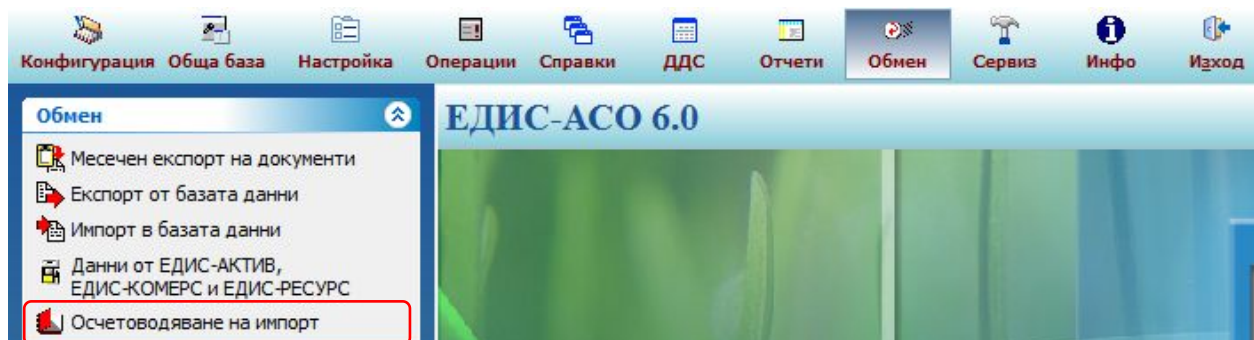 Конфигурация Обща база Настройка Операции Справки ДДС Отчети Обмен Сервиз Инфо Изход
Обмен
ЕДИС-АСО 6.0
Месечен експорт на документи
Експорт от базата данни
Импорт в базата данни
Данни от ЕДИС-АКТИВ,
ЕДИС-КОМЕРС и ЕДИС-РЕСУРС
Осчетоводяване на импорт